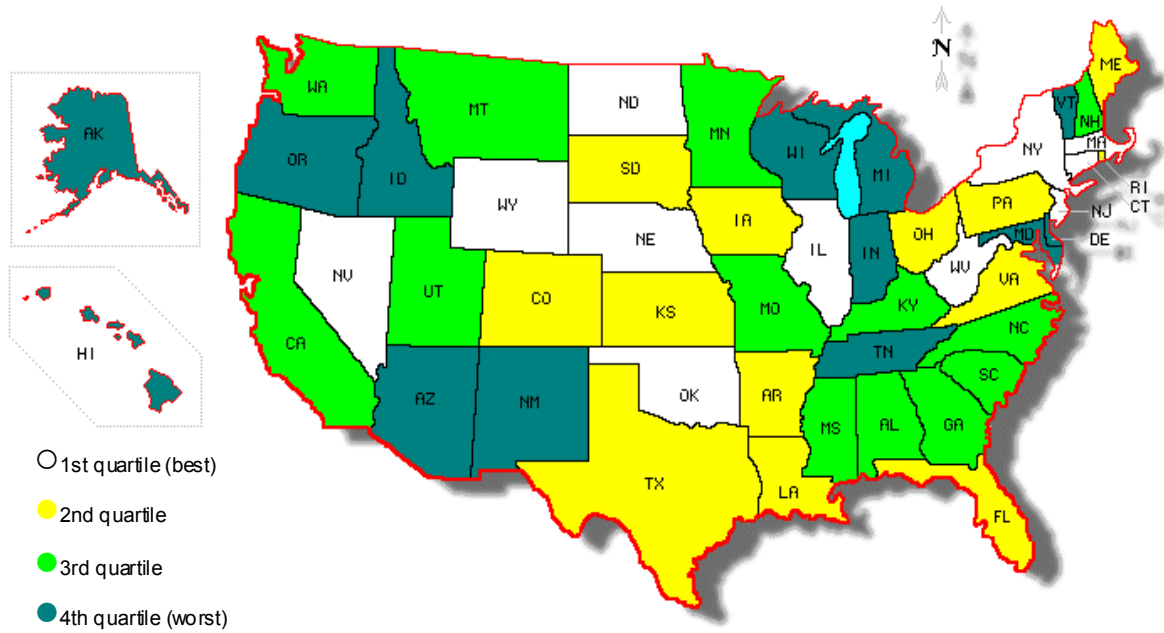 N
ME
WA
VT
NH
MT
ND
MN
AK
MA
NY
OR
WI
ID
SD
MI
RI
WY
PA
CT
IA
NJ
NE
OH
MD
DE
IL
IN
NV
WV
UT
VA
CO
KS
MO
KY
CA
NC
HI
TN
SC
OK
AZ
NM
AR
MS
AL
GA
1st quartile (best)
TX
LA
2nd quartile
FL
3rd quartile
4th quartile (worst)